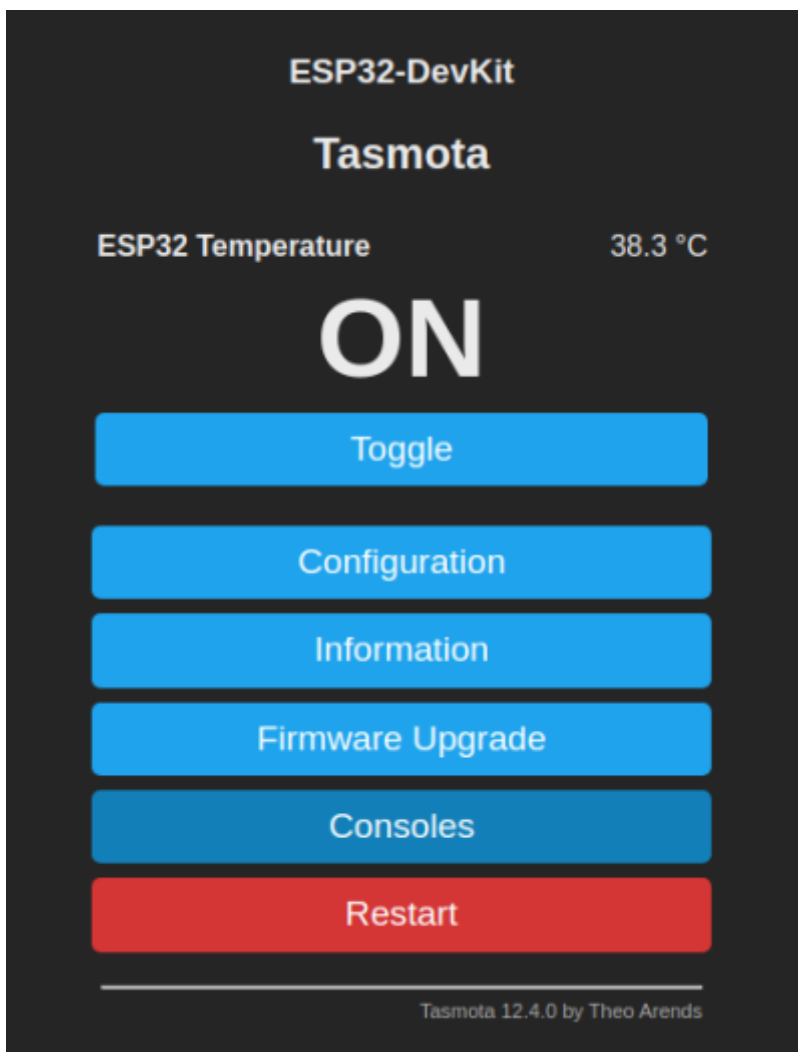 ESP32-DevKit
Tasmota
ESP32 Temperature 38.3 °C
ON
Toggle
Configuration
Information
Firmware Upgrade
Consoles
Restart
Tasmota 12.4.0 by Theo Arends